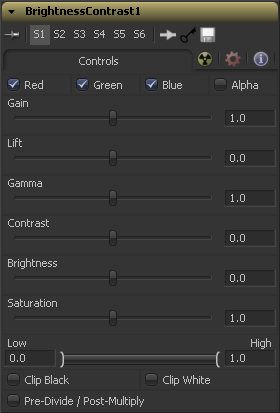 BrightnessContrast1
S1 S2 S3 S4 S5 S6
Controls
Red Green Blue Alpha
Gain
1.0
Lift
0.0
Gamma
1.0
Contrast
0.0
Brightness
0.0
Saturation
1.0
Low High
0.0 1.0
Clip Black Clip White
Pre-Divide / Post-Multiply